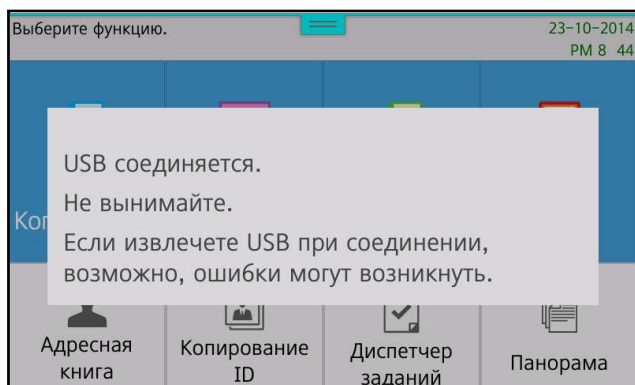 Выберите функцию.
23-10-2014
PM 8 44
USB соединяется.
Не вынимайте.
Если извлечете USB при соединении,
возможно, ошибки могут возникнуть.
Адресная
книга
Копирование
ID
Диспетчер
заданий
Панорама